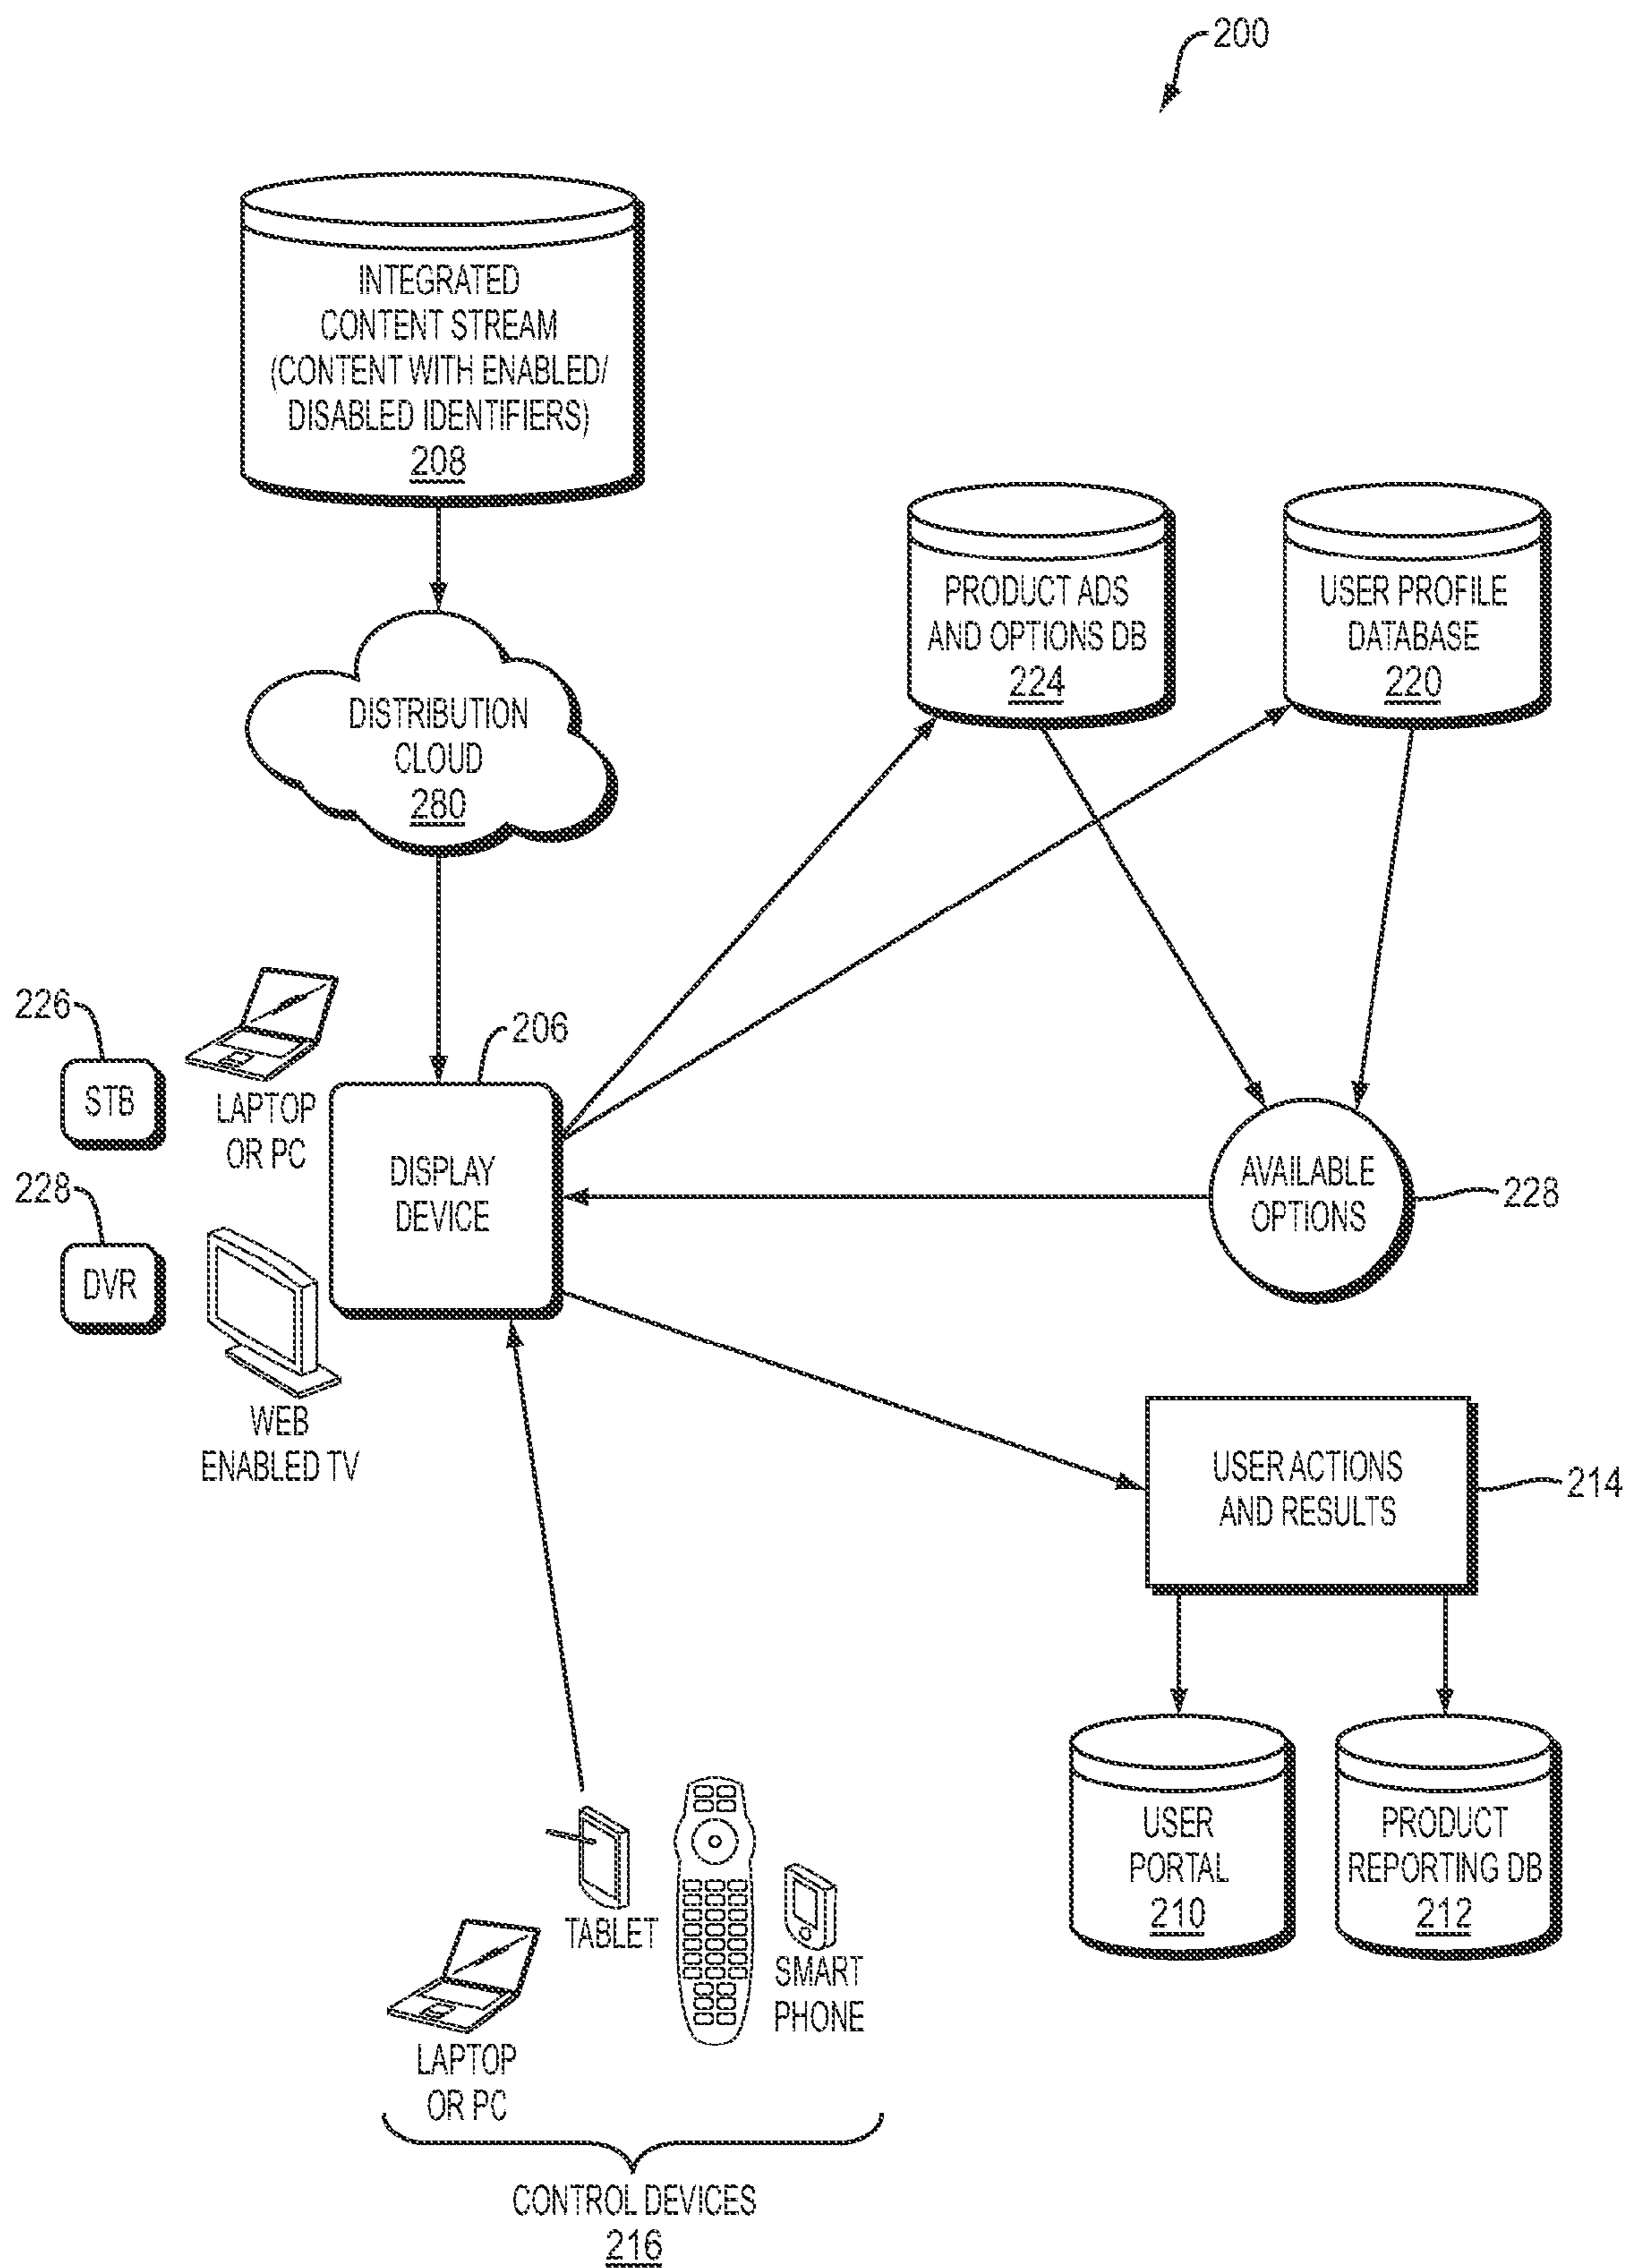 200
INTEGRATED
CONTENT STREAM
(CONTENT WITH ENABLED/
DISABLED IDENTIFIERS)
208
PRODUCT ADS
AND OPTIONS DB
224
USER PROFILE
DATABASE
220
DISTRIBUTION
CLOUD
280
226
STB
LAPTOP
OR PC
206
DISPLAY
DEVICE
AVAILABLE
OPTIONS
228
228
DVR
WEB
ENABLED TV
USER ACTIONS
AND RESULTS
214
USER
PORTAL
210
PRODUCT
REPORTING DB
212
TABLET
SMART
PHONE
LAPTOP
OR PC
CONTROL DEVICES
216